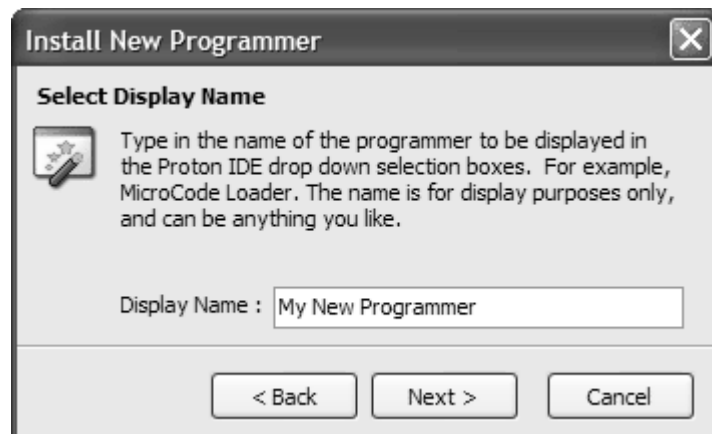 Install New Programmer
Select Display Name
Type in the name of the programmer to be displayed in
the Proton IDE drop down selection boxes.  For example,
MicroCode Loader. The name is for display purposes only,
and can be anything you like.
Display Name : My New Programmer
< Back Next > Cancel